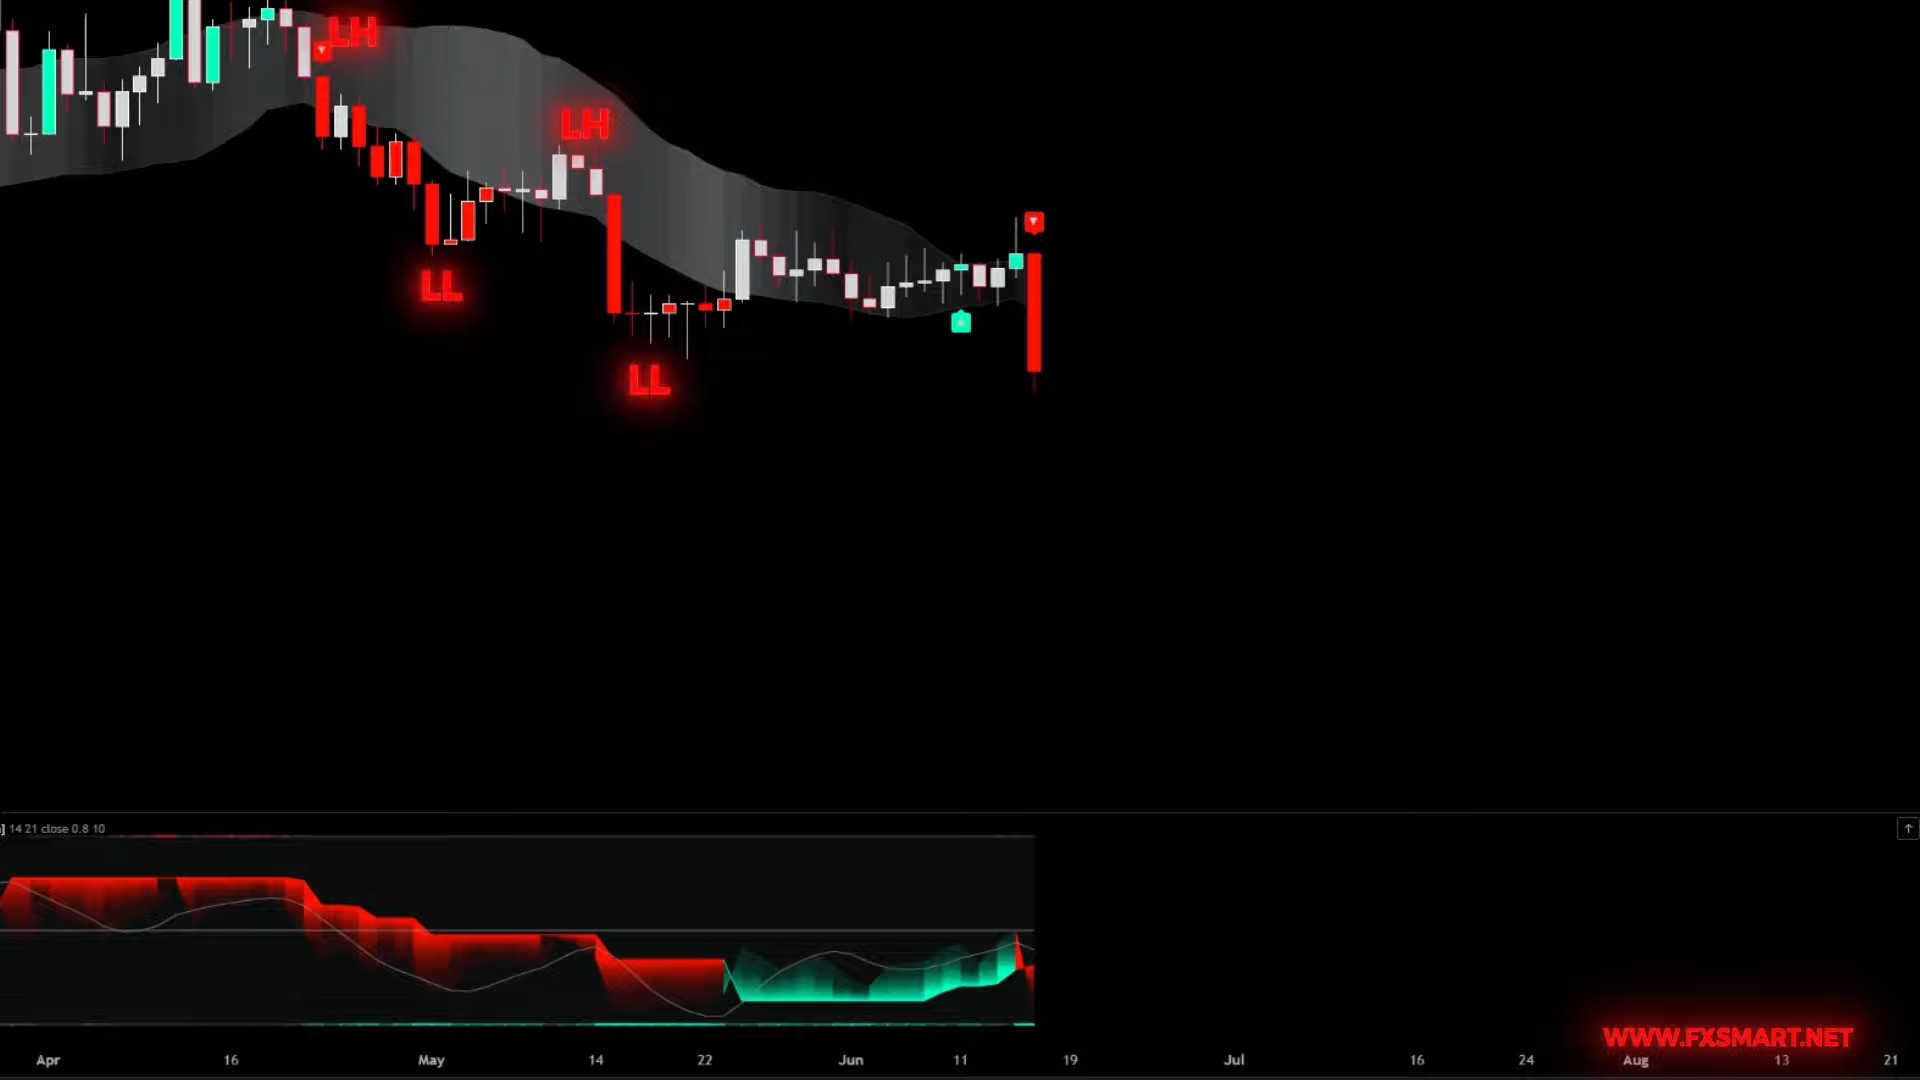 LH
LH
LL
LL
] 14 21 close 0.8 10
WWW.FXSMART.NET
Apr 16 May 14 22 Jun 11 19 Jul 16 24 Aug 13 21